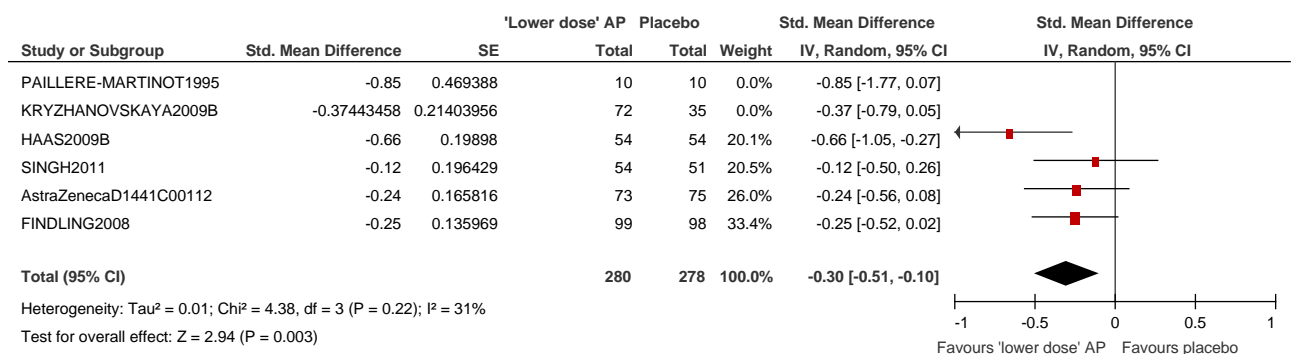 'Lower dose' AP Placebo Std. Mean Difference Std. Mean Difference
Study or Subgroup Std. Mean Difference SE Total Total Weight IV, Random, 95% CI IV, Random, 95% CI
PAILLERE-MARTINOT1995 -0.85 0.469388 10 10 0.0% -0.85 [-1.77, 0.07]
KRYZHANOVSKAYA2009B -0.37443458 0.21403956 72 35 0.0% -0.37 [-0.79, 0.05]
HAAS2009B -0.66 0.19898 54 54 20.1% -0.66 [-1.05, -0.27]
SINGH2011 -0.12 0.196429 54 51 20.5% -0.12 [-0.50, 0.26]
AstraZenecaD1441C00112 -0.24 0.165816 73 75 26.0% -0.24 [-0.56, 0.08]
FINDLING2008 -0.25 0.135969 99 98 33.4% -0.25 [-0.52, 0.02]
Total (95% CI) 280 278 100.0% -0.30 [-0.51, -0.10]
Heterogeneity: Tau² = 0.01; Chi² = 4.38, df = 3 (P = 0.22); I² = 31%
Test for overall effect: Z = 2.94 (P = 0.003)
-1 -0.5 0 0.5 1
Favours 'lower dose' AP Favours placebo